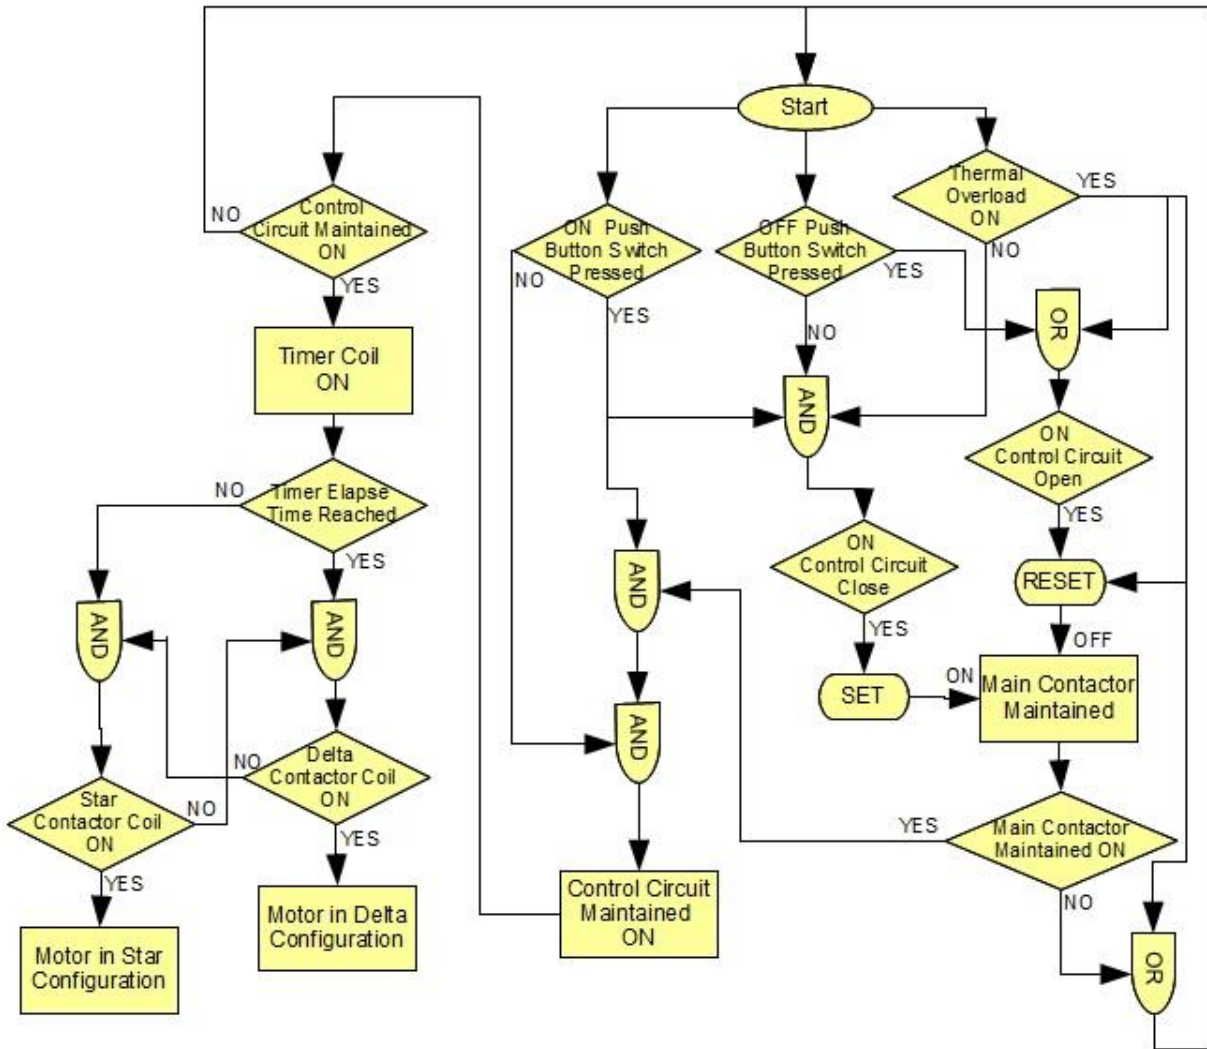 Start
Thermal
Overload
ON
YES
NO
Control
Circuit Maintained
ON
NO
YES
ON Push
Button Switch
Pressed
NO
YES
OFF Push
Button Switch
Pressed
YES
NO
OR
Timer Coil
ON
AND
ON
Control Circuit
Open
YES
Timer Elapse
Time Reached
NO
YES
ON
Control Circuit
Close
YES
AND
RESET
OFF
AND
AND
SET
ON
Main Contactor
Maintained
AND
Delta
Contactor Coil
ON
NO
YES
Star
Contactor Coil
ON
NO
YES
Main Contactor
Maintained ON
YES
NO
Control Circuit
Maintained
ON
Motor in Delta
Configuration
Motor in Star
Configuration
OR